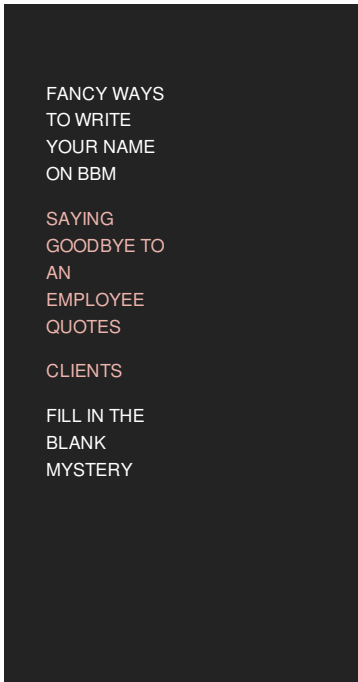 FANCY WAYS
TO WRITE
YOUR NAME
ON BBM
SAYING
GOODBYE TO
AN
EMPLOYEE
QUOTES
CLIENTS
FILL IN THE
BLANK
MYSTERY